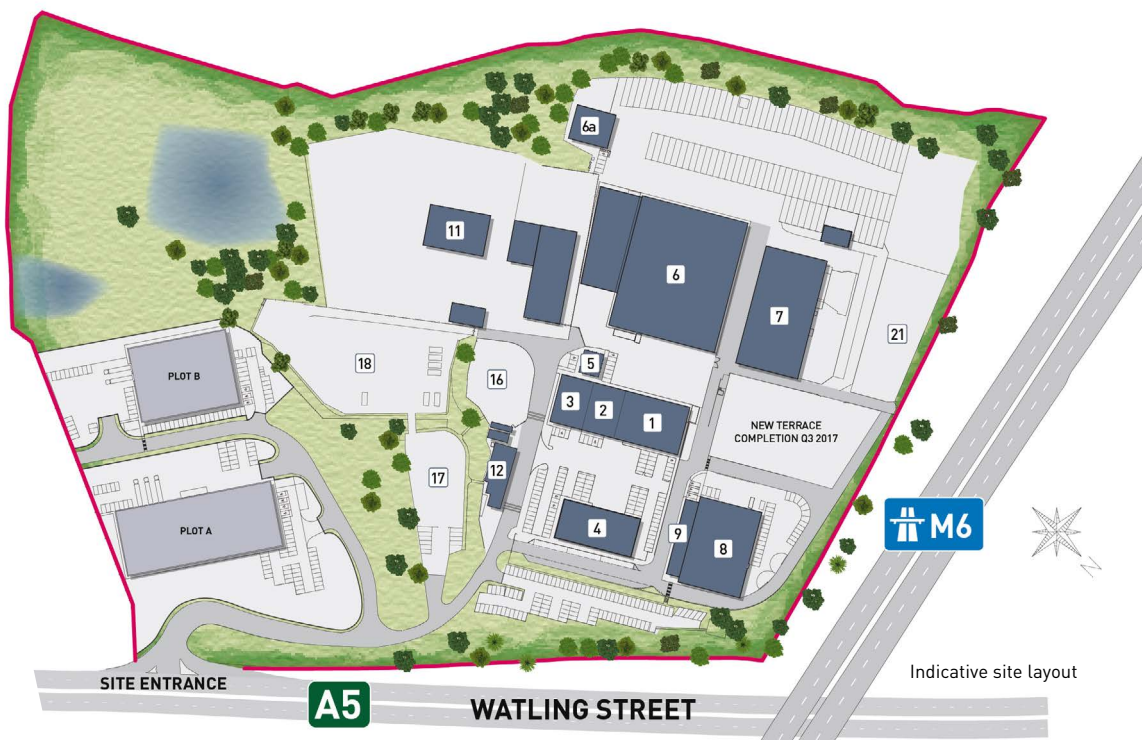 6a
11
6
7
21
18
5
16
PLOT B
3
2
1
NEW TERRACE
COMPLETION Q3 2017
17
12
PLOT A
4
9
8
M6
N
Indicative site layout
SITE ENTRANCE
A5
WATLING STREET